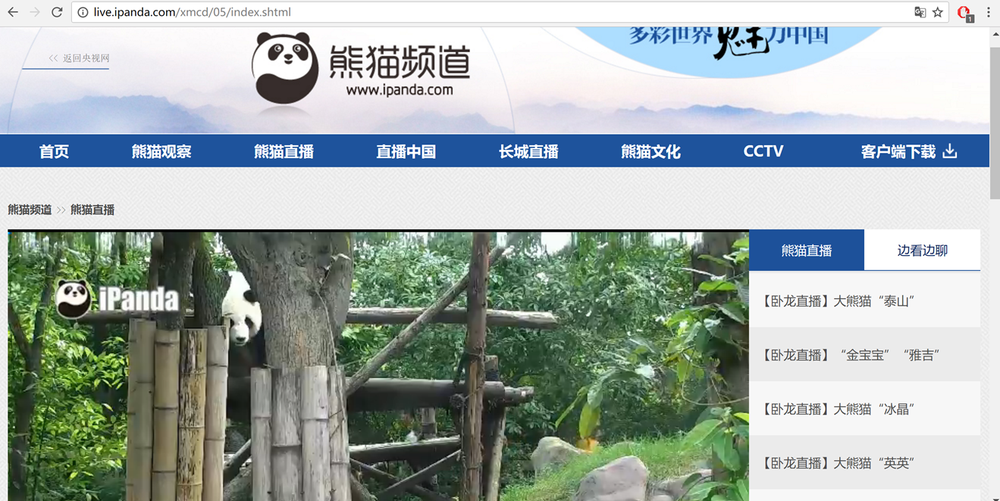 live.ipanda.com/xmcd/05/index.shtml
1
多彩世界 魅力中国
<< 返回央视网
熊猫频道
www.ipanda.com
首页 熊猫观察 熊猫直播 直播中国 长城直播 熊猫文化 CCTV 客户端下载
熊猫频道 >> 熊猫直播
iPanda
熊猫直播 边看边聊
【卧龙直播】大熊猫“泰山”
【卧龙直播】“金宝宝”“雅吉”
【卧龙直播】大熊猫“冰晶”
【卧龙直播】大熊猫“英英”